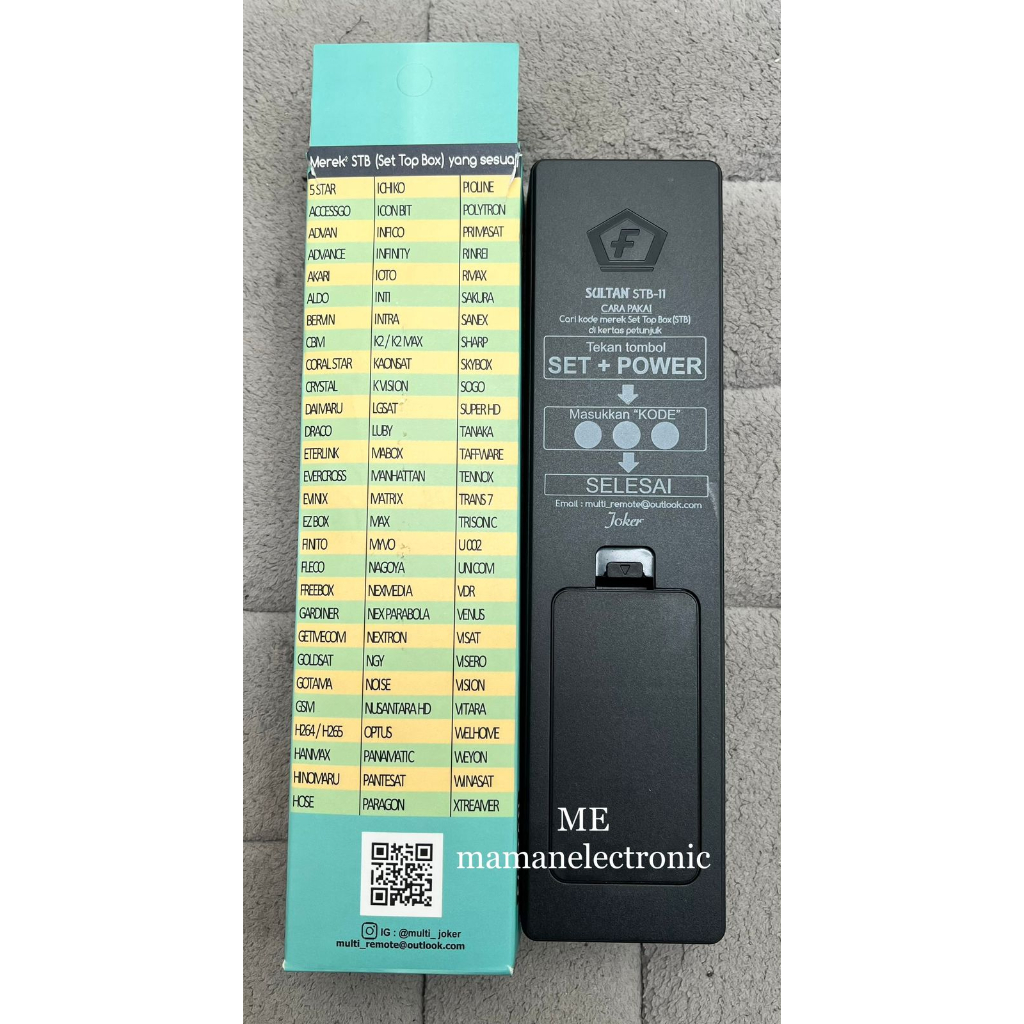 Merek² STB (Set Top Box) yang sesuai
5 STAR ICHIKO PIOLINE
ACCESSGO ICON BIT POLYTRON
ADVAN INFICO PRIMASAT
ADVANCE INFINITY RINREI
AKARI IOTO RMAX
ALDO INTI SAKURA
BERVIN INTRA SANEX
CBM K2 / K2 MAX SHARP
CORAL STAR KAONSAT SKYBOX
CRYSTAL K VISION SOGO
DAIMARU LGSAT SUPER HD
DRACO LUBY TANAKA
ETERLINK MABOX TAFFWARE
EVERCROSS MANHATTAN TENNOX
EVINIX MATRIX TRANS 7
EZ BOX MAX TRISONIC
FINITO MYVO U 002
FLECO NAGOYA UNICOM
FREEBOX NEXMEDIA VDR
GARDINER NEX PARABOLA VENUS
GETMECOM NEXTRON VISAT
GOLDSAT NGY VISERO
GOTAMA NOISE VISION
GSM NUSANTARA HD VITARA
H264 / H265 OPTUS WELHOME
HANMAX PANAMATIC WEYON
HINOMARU PANTESAT WINASAT
HOSE PARAGON XTREAMER
IG : @multi_joker
multi_remote@outlook.com
F
SULTAN STB-11
CARA PAKAI
Cari kode merek Set Top Box (STB)
di kertas petunjuk
Tekan tombol
SET + POWER
Masukkan "KODE"
SELESAI
Email : multi_remote@outlook.com
Joker
ME
mamanelectronic